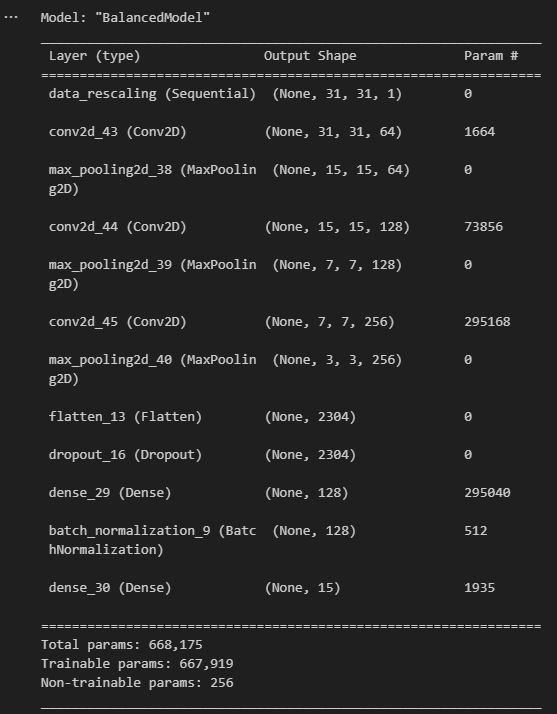 ... Model: "BalancedModel"
_________________________________________________________________
Layer (type) Output Shape Param #
=================================================================
data_rescaling (Sequential) (None, 31, 31, 1) 0
conv2d_43 (Conv2D) (None, 31, 31, 64) 1664
max_pooling2d_38 (MaxPoolin (None, 15, 15, 64) 0
g2D)
conv2d_44 (Conv2D) (None, 15, 15, 128) 73856
max_pooling2d_39 (MaxPoolin (None, 7, 7, 128) 0
g2D)
conv2d_45 (Conv2D) (None, 7, 7, 256) 295168
max_pooling2d_40 (MaxPoolin (None, 3, 3, 256) 0
g2D)
flatten_13 (Flatten) (None, 2304) 0
dropout_16 (Dropout) (None, 2304) 0
dense_29 (Dense) (None, 128) 295040
batch_normalization_9 (Batc (None, 128) 512
hNormalization)
dense_30 (Dense) (None, 15) 1935
=================================================================
Total params: 668,175
Trainable params: 667,919
Non-trainable params: 256
_________________________________________________________________